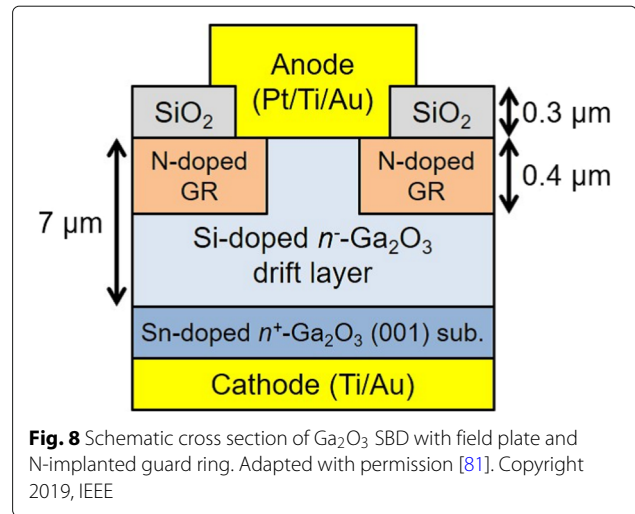 Anode
(Pt/Ti/Au)
SiO₂
SiO₂
0.3 µm
N-doped
GR
N-doped
GR
0.4 µm
7 µm
Si-doped n⁻-Ga₂O₃
drift layer
Sn-doped n⁺-Ga₂O₃ (001) sub.
Cathode (Ti/Au)
Fig. 8 Schematic cross section of Ga₂O₃ SBD with field plate and
N-implanted guard ring. Adapted with permission [81]. Copyright
2019, IEEE